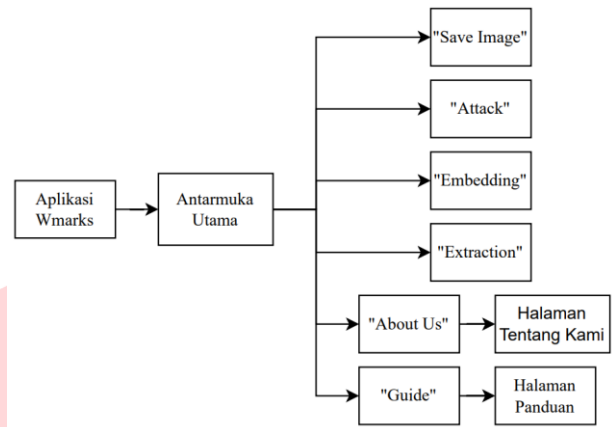 "Save Image"
"Attack"
"Embedding"
Aplikasi
Wmarks
Antarmuka
Utama
"Extraction"
"About Us"
Halaman
Tentang Kami
"Guide"
Halaman
Panduan